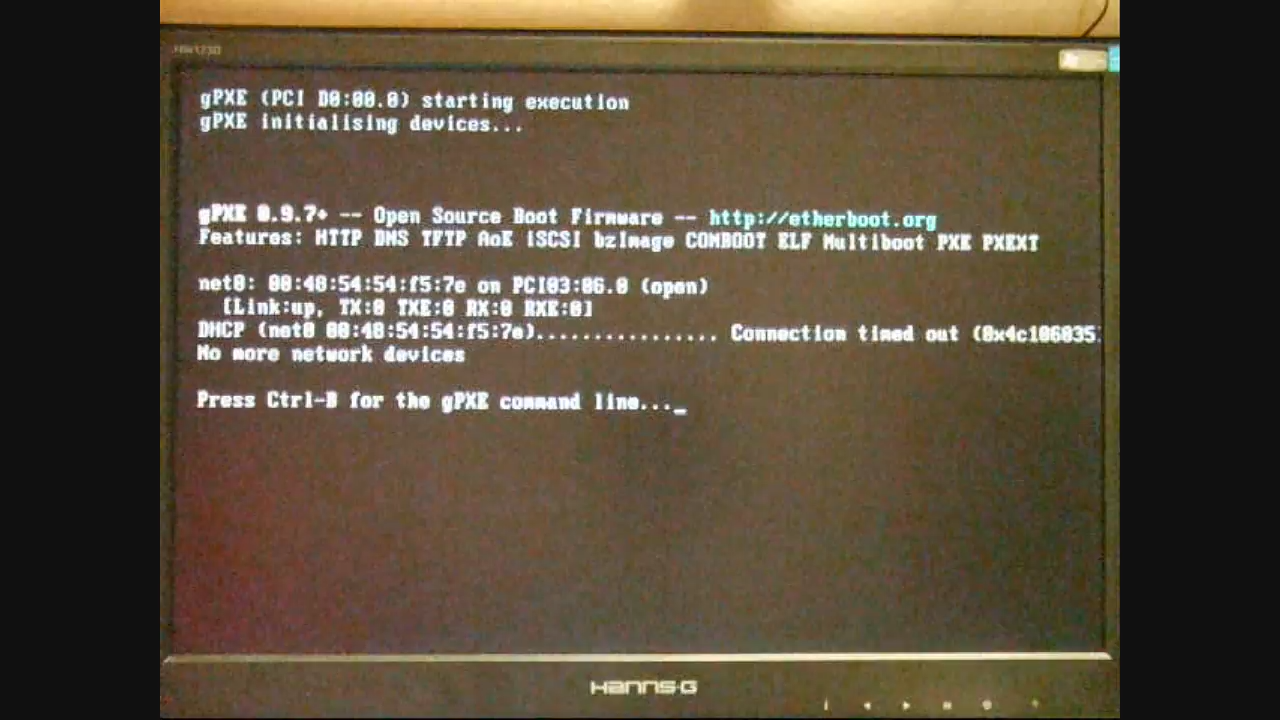 gPXE (PCI D0:00.0) starting execution
gPXE initialising devices...
gPXE 0.9.7+ -- Open Source Boot Firmware -- http://etherboot.org
Features: HTTP DNS TFTP AoE iSCSI bzImage COMBOOT ELF Multiboot PXE PXEXT
net0: 00:40:54:54:f5:7e on PCI03:06.0 (open)
[Link:up, TX:0 TXE:0 RX:0 RXE:0]
DHCP (net0 00:40:54:54:f5:7e)............... Connection timed out (0x4c106035)
No more network devices
Press Ctrl-B for the gPXE command line..._
HANNS-G